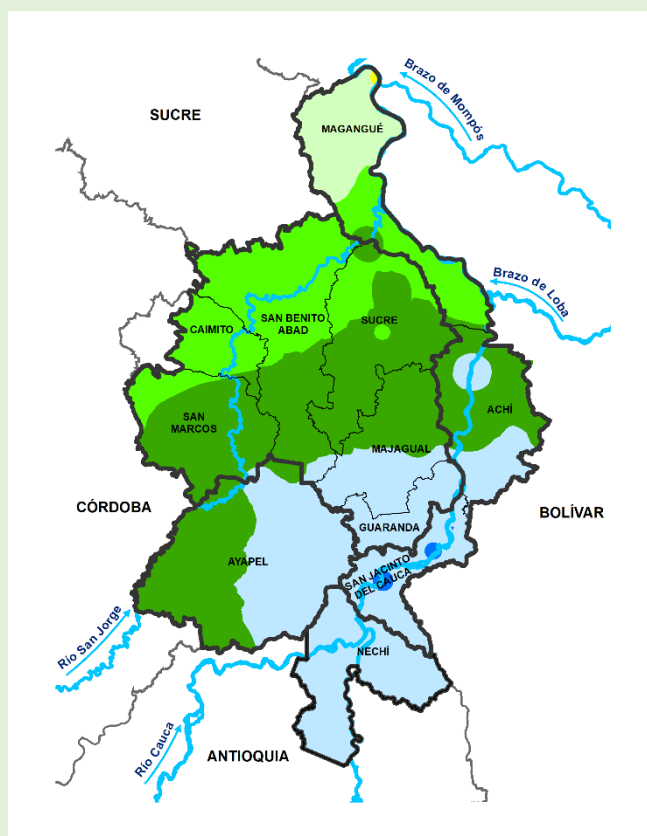 Brazo de Mompós
SUCRE
MAGANGUÉ
Brazo de Loba
CAIMITO
SAN BENITO
ABAD
SUCRE
SAN
MARCOS
ACHÍ
MAJAGUAL
CÓRDOBA
BOLÍVAR
GUARANDA
AYAPEL
SAN JACINTO
DEL CAUCA
Río San Jorge
NECHÍ
Río Cauca
ANTIOQUIA